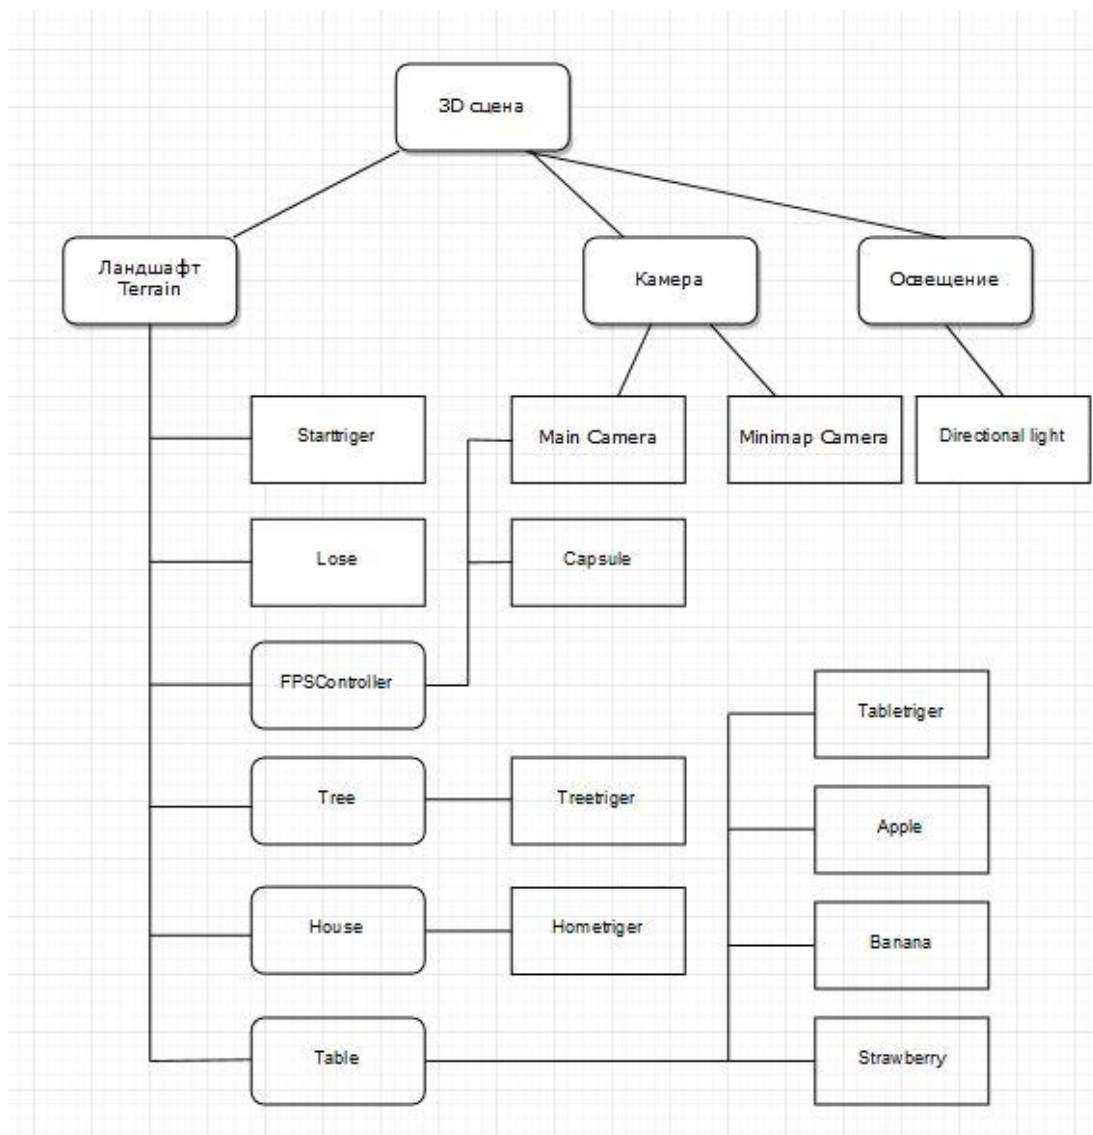 3D сцена
Ландшафт
Terrain
Камера
Освещение
Starttriger
Main Camera
Minimap Camera
Directional light
Lose
Capsule
FPSController
Tabletriger
Tree
Treetriger
Apple
House
Hometriger
Banana
Table
Strawberry